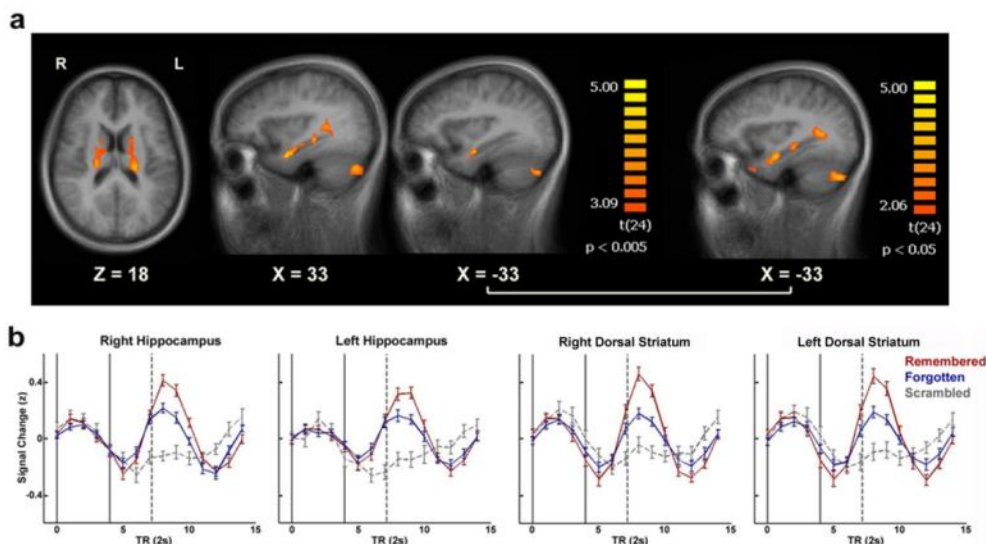 a
R L
5.00
3.09
t(24)
p < 0.005
5.00
2.06
t(24)
p < 0.05
Z = 18 X = 33 X = -33 X = -33
b
Right Hippocampus Left Hippocampus Right Dorsal Striatum Left Dorsal Striatum
Remembered
Forgotten
Scrambled
Signal Change (z)
0.4
0
-0.4
0 5 10 15 0 5 10 15 0 5 10 15 0 5 10 15
TR (2s) TR (2s) TR (2s) TR (2s)